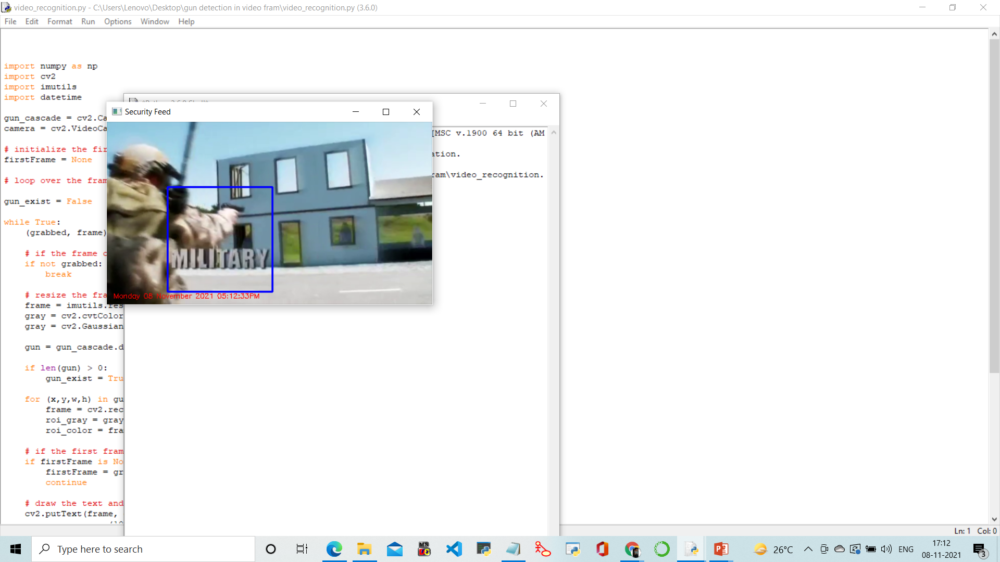 video_recognition.py - C:\Users\Lenovo\Desktop\gun detection in video fram\video_recognition.py (3.6.0)
File Edit Format Run Options Window Help
import numpy as np
import cv2
import imutils
import datetime
gun_cascade = cv2.Ca
camera = cv2.VideoCa
# initialize the fir
firstFrame = None
# loop over the fram
gun_exist = False
while True:
(grabbed, frame)
# if the frame c
if not grabbed:
break
# resize the fra
frame = imutils.res
gray = cv2.cvtColor
gray = cv2.Gaussian
gun = gun_cascade.d
if len(gun) > 0:
gun_exist = Tru
for (x,y,w,h) in gu
frame = cv2.rec
roi_gray = gray
roi_color = fra
# if the first fram
if firstFrame is No
firstFrame = gr
continue
# draw the text and
cv2.putText(frame,
Security Feed
MILITARY
Monday 08 November 2021 05:12:33PM
[MSC v.1900 64 bit (AM
ation.
ram\video_recognition.
Ln: 1 Col: 0
Type here to search
MS
26°C
ENG
17:12
08-11-2021
3